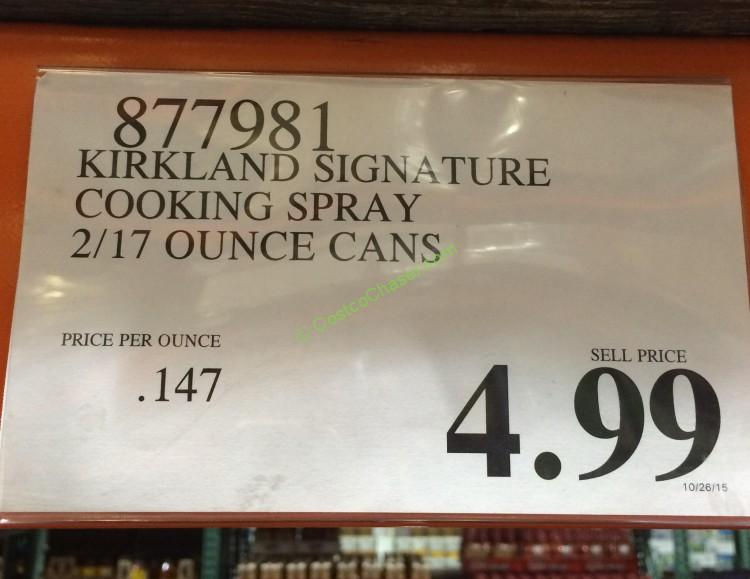 877981
KIRKLAND SIGNATURE
COOKING SPRAY
2/17 OUNCE CANS
© CostcoChaser.com
PRICE PER OUNCE
.147
SELL PRICE
4.99
10/26/15